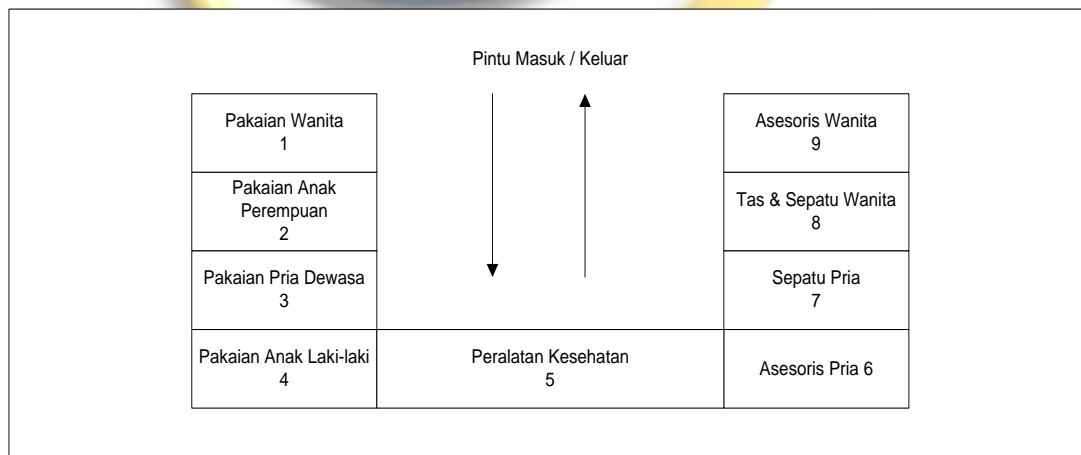 Pintu Masuk / Keluar
Pakaian Wanita
1
Pakaian Anak
Perempuan
2
Pakaian Pria Dewasa
3
Pakaian Anak Laki-laki
4
Peralatan Kesehatan
5
Asesoris Pria 6
Sepatu Pria
7
Tas & Sepatu Wanita
8
Asesoris Wanita
9